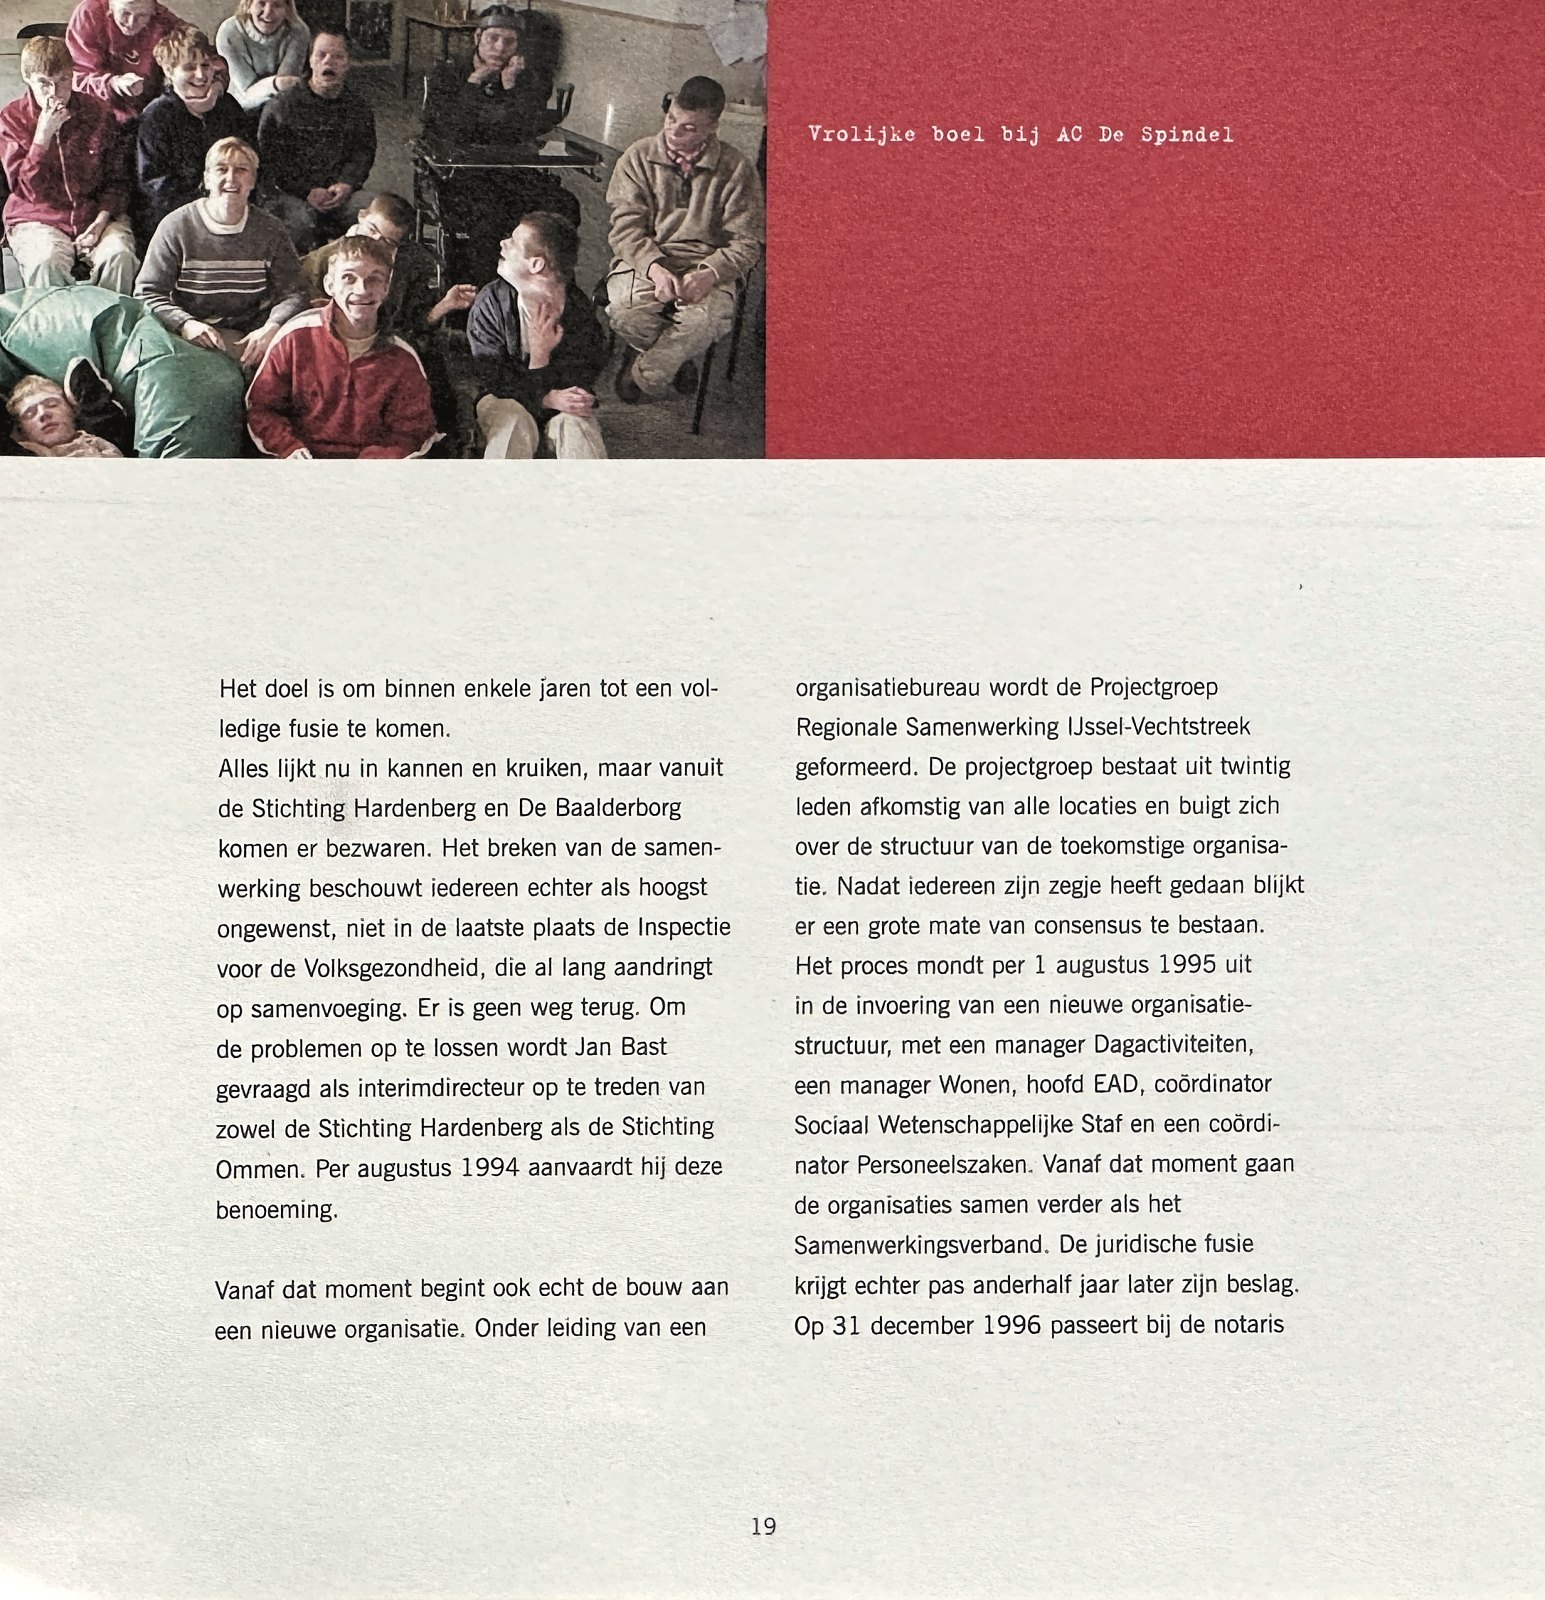 Vrolijke boel bij AC De Spindel
Het doel is om binnen enkele jaren tot een vol-
ledige fusie te komen.
Alles lijkt nu in kannen en kruiken, maar vanuit
de Stichting Hardenberg en De Baalderborg
komen er bezwaren. Het breken van de samen-
werking beschouwt iedereen echter als hoogst
ongewenst, niet in de laatste plaats de Inspectie
voor de Volksgezondheid, die al lang aandringt
op samenvoeging. Er is geen weg terug. Om
de problemen op te lossen wordt Jan Bast
gevraagd als interimdirecteur op te treden van
zowel de Stichting Hardenberg als de Stichting
Ommen. Per augustus 1994 aanvaardt hij deze
benoeming.
Vanaf dat moment begint ook echt de bouw aan
een nieuwe organisatie. Onder leiding van een
organisatiebureau wordt de Projectgroep
Regionale Samenwerking IJssel-Vechtstreek
geformeerd. De projectgroep bestaat uit twintig
leden afkomstig van alle locaties en buigt zich
over de structuur van de toekomstige organisa-
tie. Nadat iedereen zijn zegje heeft gedaan blijkt
er een grote mate van consensus te bestaan.
Het proces mondt per 1 augustus 1995 uit
in de invoering van een nieuwe organisatie-
structuur, met een manager Dagactiviteiten,
een manager Wonen, hoofd EAD, coördinator
Sociaal Wetenschappelijke Staf en een coördi-
nator Personeelszaken. Vanaf dat moment gaan
de organisaties samen verder als het
Samenwerkingsverband. De juridische fusie
krijgt echter pas anderhalf jaar later zijn beslag.
Op 31 december 1996 passeert bij de notaris
19